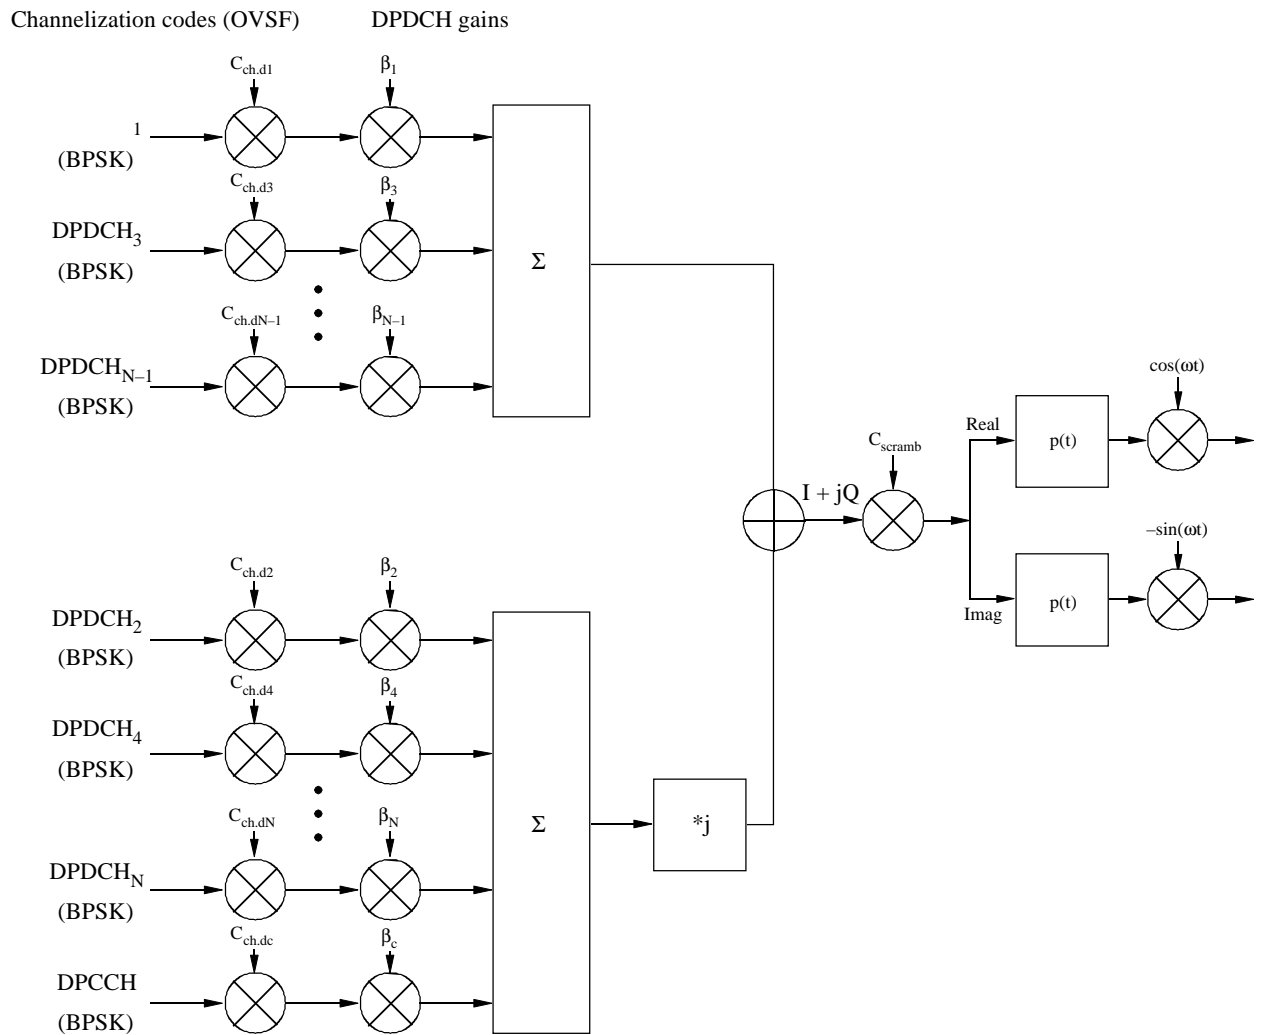 Channelization codes (OVSF) DPDCH gains
C_ch.d1 β_1
1
(BPSK)
C_ch.d3 β_3
DPDCH_3
(BPSK)
Σ
C_ch.dN–1 β_N–1
DPDCH_N–1
(BPSK)
cos(ωt)
Real
p(t)
C_scramb
I + jQ
–sin(ωt)
Imag
p(t)
C_ch.d2 β_2
DPDCH_2
(BPSK)
C_ch.d4 β_4
DPDCH_4
(BPSK)
Σ
*j
C_ch.dN β_N
DPDCH_N
(BPSK)
C_ch.dc β_c
DPCCH
(BPSK)